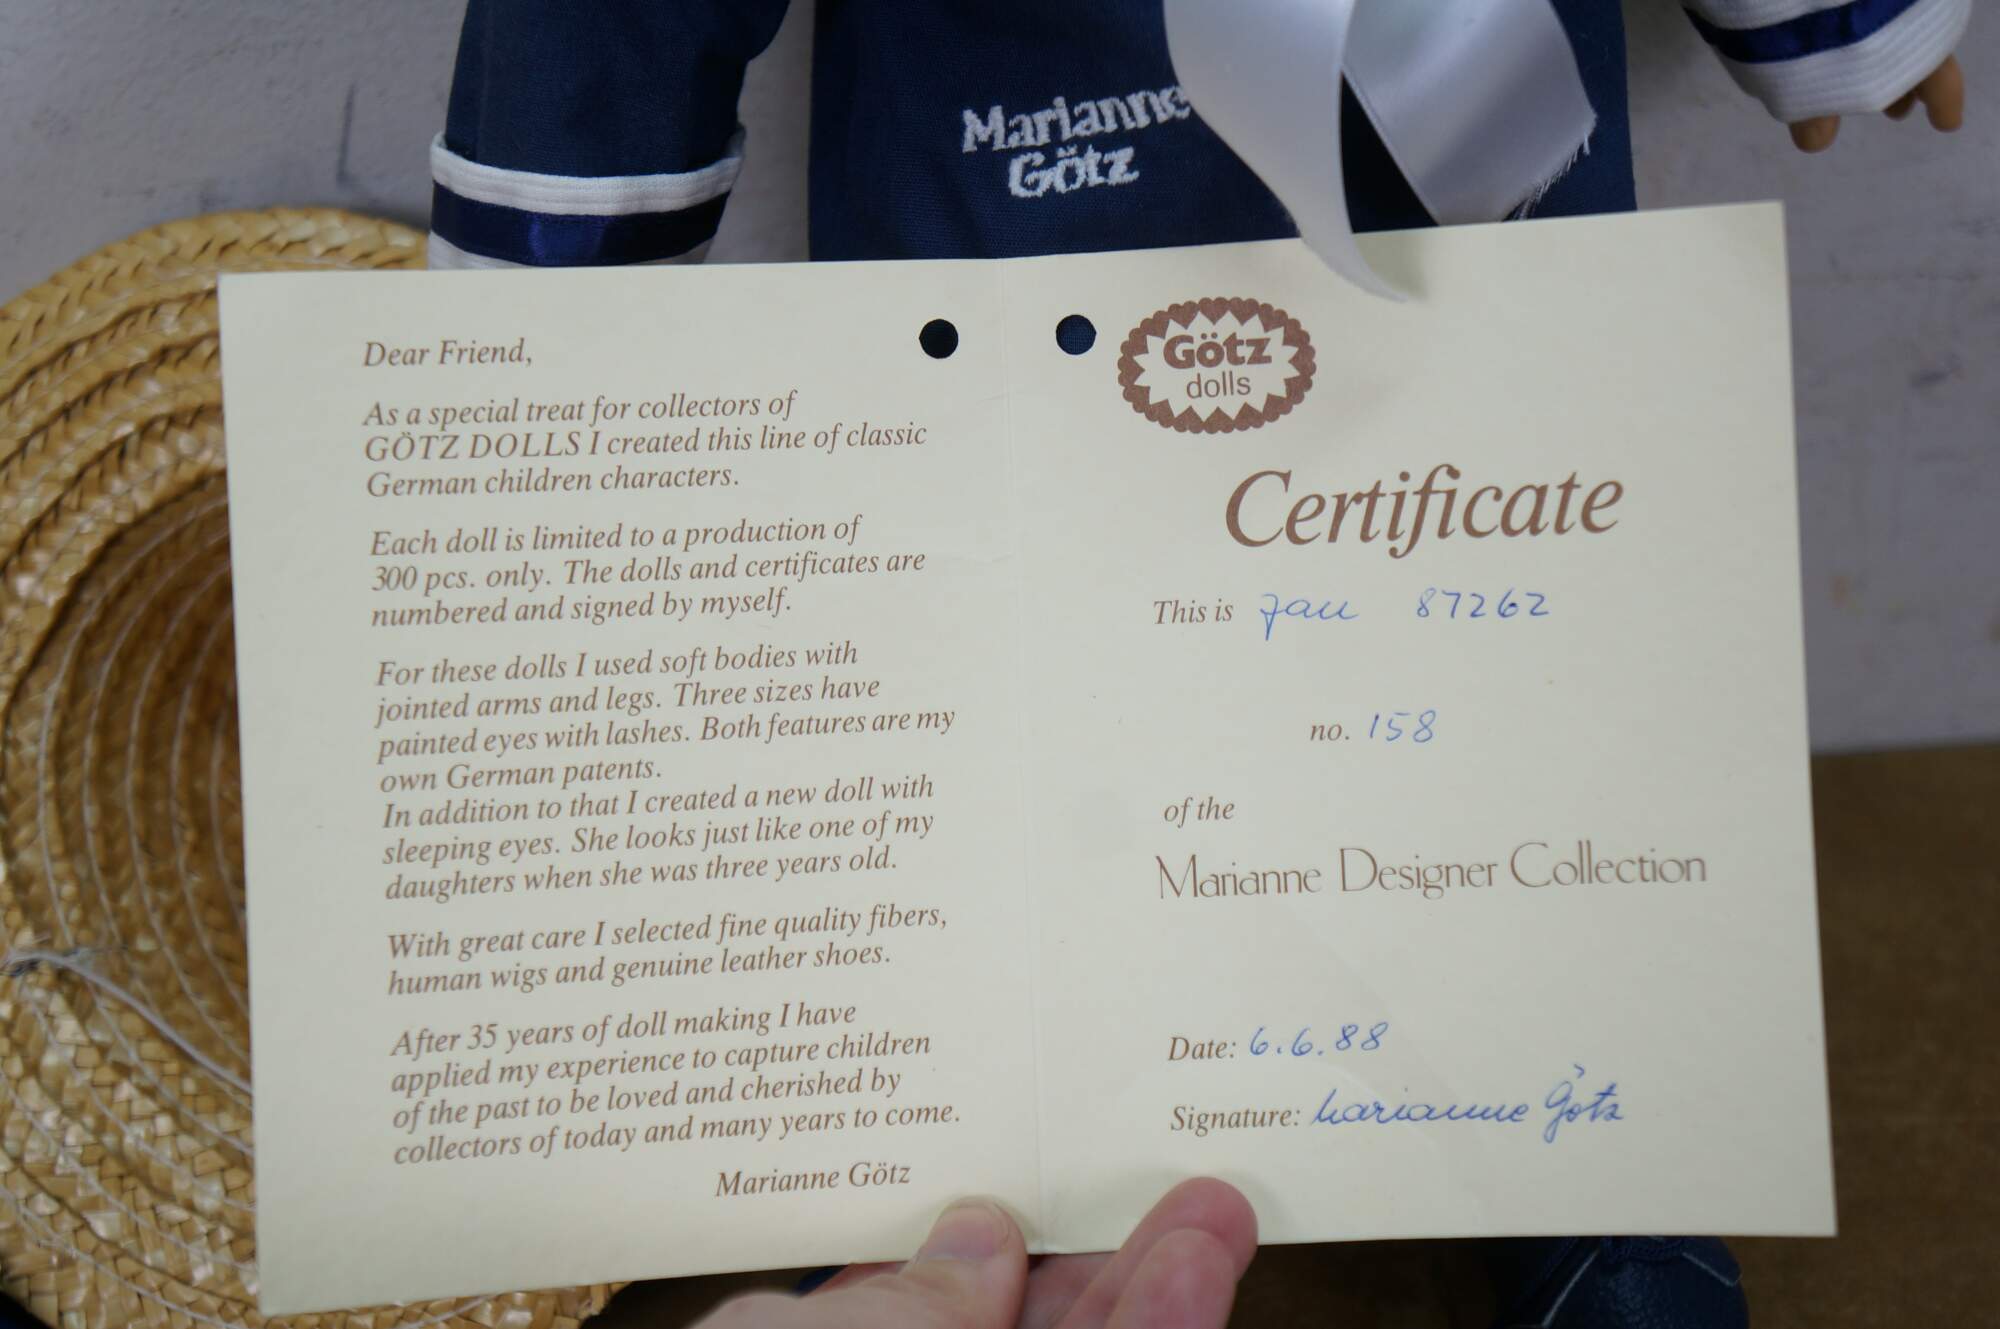 Marianne
Götz
Dear Friend,
As a special treat for collectors of
GÖTZ DOLLS I created this line of classic
German children characters.
Each doll is limited to a production of
300 pcs. only. The dolls and certificates are
numbered and signed by myself.
For these dolls I used soft bodies with
jointed arms and legs. Three sizes have
painted eyes with lashes. Both features are my
own German patents.
In addition to that I created a new doll with
sleeping eyes. She looks just like one of my
daughters when she was three years old.
With great care I selected fine quality fibers,
human wigs and genuine leather shoes.
After 35 years of doll making I have
applied my experience to capture children
of the past to be loved and cherished by
collectors of today and many years to come.
Marianne Götz
Götz
dolls
Certificate
This is Jan 87262
no. 158
of the
Marianne Designer Collection
Date: 6.6.88
Signature: Marianne Götz